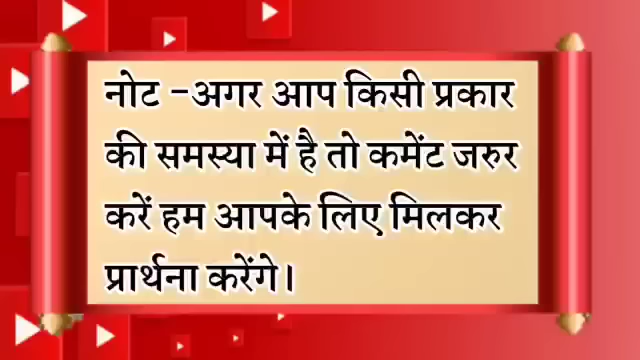 नोट -अगर आप किसी प्रकार
की समस्या में है तो कमेंट जरुर
करें हम आपके लिए मिलकर
प्रार्थना करेंगे।